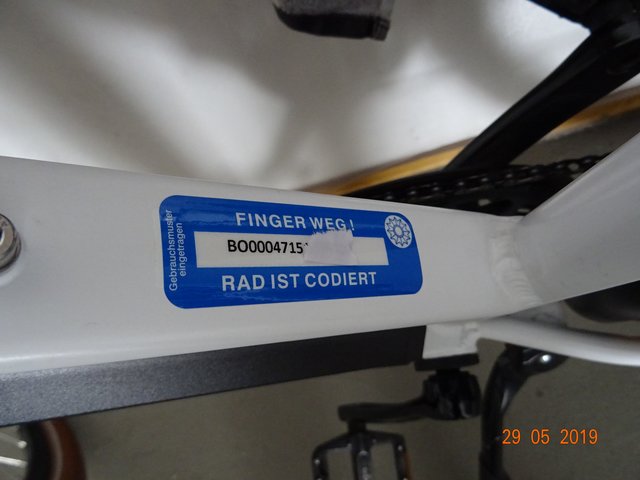 FINGER WEG!
BO0004715
RAD IST CODIERT
Gebrauchsmuster
eingetragen
29 05 2019